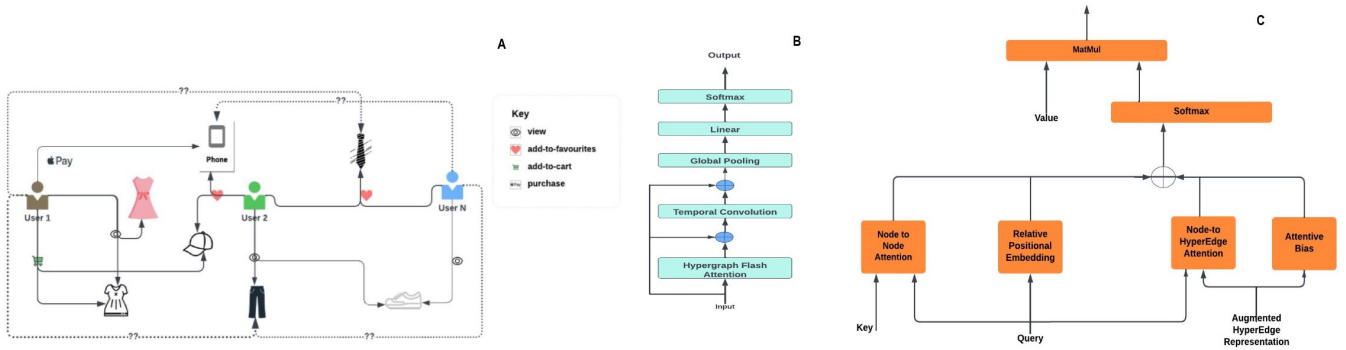 A
??
??
Pay
Phone
User 1
User 2
User N
??
??
Key
view
add-to-favourites
add-to-cart
Pay
purchase
B
Output
Softmax
Linear
Global Pooling
Temporal Convolution
Hypergraph Flash
Attention
Input
C
MatMul
Value
Softmax
Node to
Node
Attention
Relative
Positional
Embedding
Node-to
HyperEdge
Attention
Attentive
Bias
Key
Query
Augmented
HyperEdge
Representation